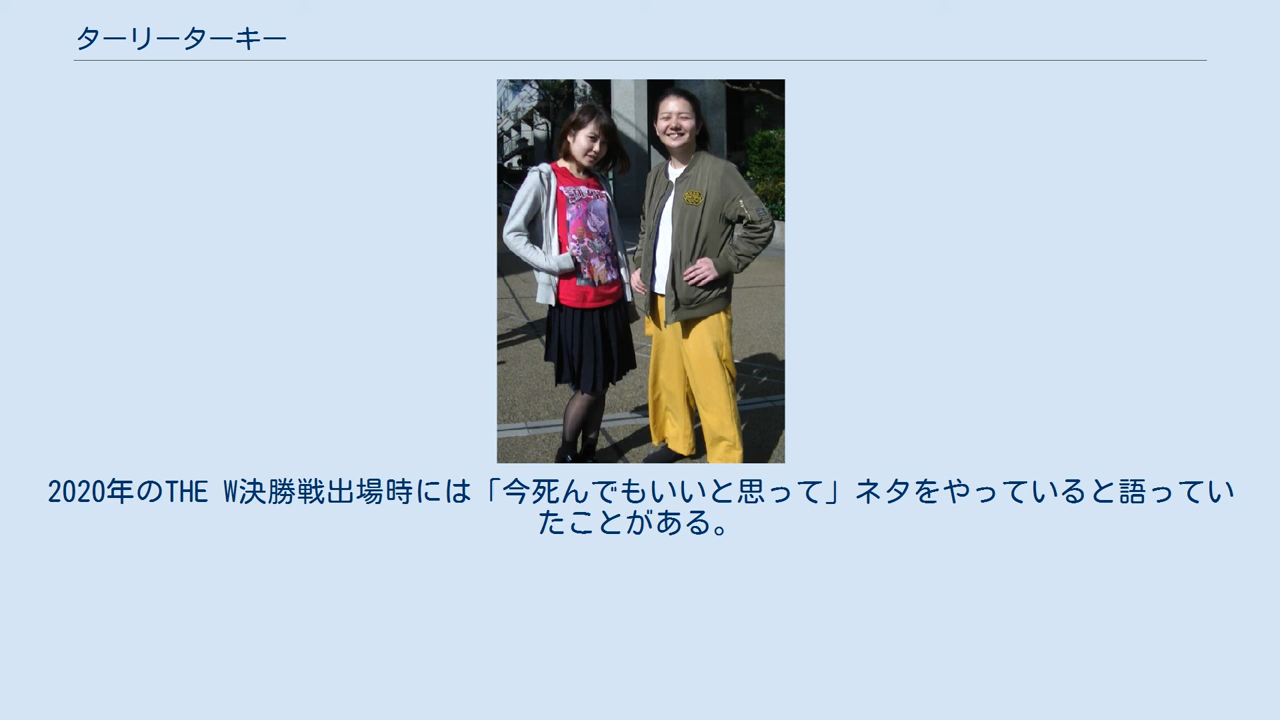 ターリーターキー
2020年のTHE W決勝戦出場時には「今死んでもいいと思って」ネタをやっていると語ってい
たことがある。